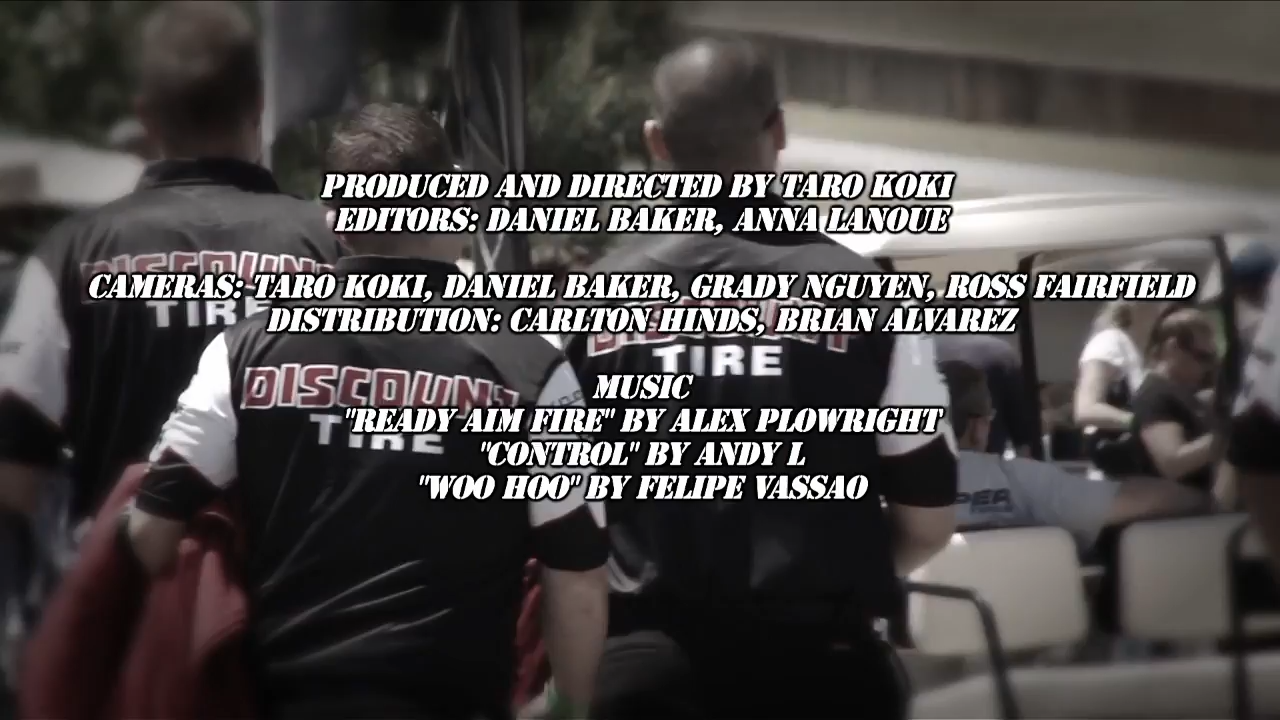 PRODUCED AND DIRECTED BY TARO KOKI
EDITORS: DANIEL BAKER, ANNA LANOUE
CAMERAS: TARO KOKI, DANIEL BAKER, GRADY NGUYEN, ROSS FAIRFIELD
DISTRIBUTION: CARLTON HINDS, BRIAN ALVAREZ
MUSIC
"READY AIM FIRE" BY ALEX PLOWRIGHT
"CONTROL" BY ANDY L
"WOO HOO" BY FELIPE VASSAO
DISCOUNT
TIRE
DISCOUNT
TIRE
DISCOUNT
TIRE